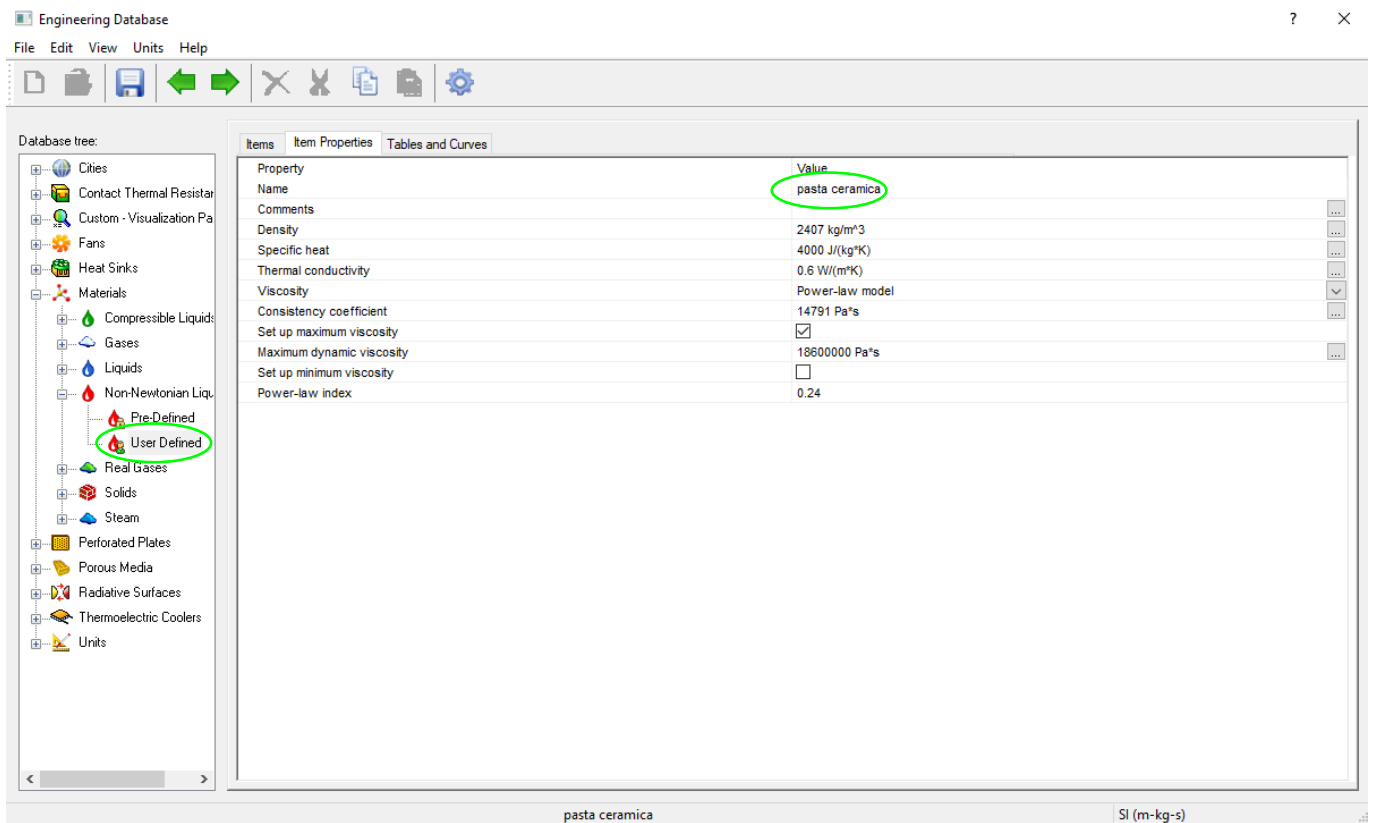 Engineering Database
? ×
File Edit View Units Help
Database tree:
Cities
Contact Thermal Resistar
Custom - Visualization Pa
Fans
Heat Sinks
Materials
Compressible Liquids
Gases
Liquids
Non-Newtonian Liqu
Pre-Defined
User Defined
Real Gases
Solids
Steam
Perforated Plates
Porous Media
Radiative Surfaces
Thermoelectric Coolers
Units
Items Item Properties Tables and Curves
Property Value
Name pasta ceramica
Comments ...
Density 2407 kg/m^3 ...
Specific heat 4000 J/(kg*K) ...
Thermal conductivity 0.6 W/(m*K) ...
Viscosity Power-law model
Consistency coefficient 14791 Pa*s ...
Set up maximum viscosity
Maximum dynamic viscosity 18600000 Pa*s ...
Set up minimum viscosity
Power-law index 0.24
pasta ceramica SI (m-kg-s)